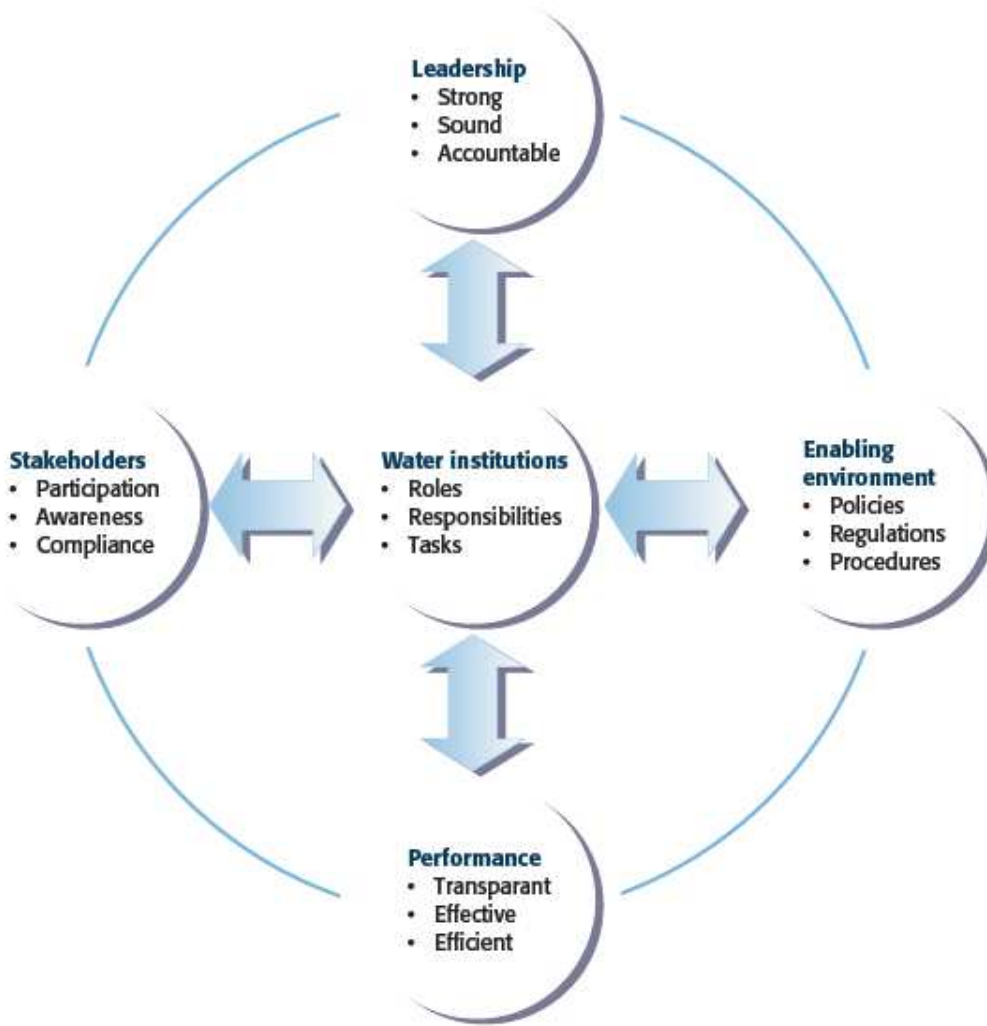 Leadership
• Strong
• Sound
• Accountable
Stakeholders
• Participation
• Awareness
• Compliance
Water institutions
• Roles
• Responsibilities
• Tasks
Enabling
environment
• Policies
• Regulations
• Procedures
Performance
• Transparant
• Effective
• Efficient